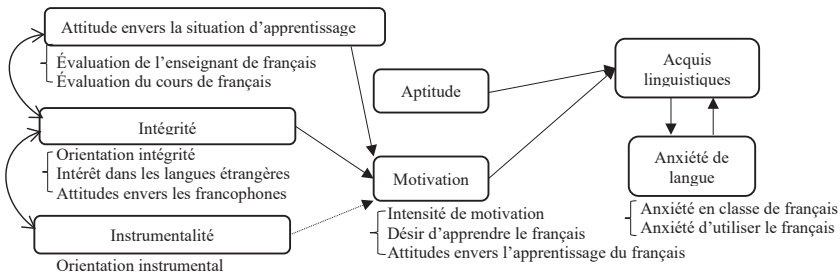 Attitude envers la situation d'apprentissage
Évaluation de l'enseignant de français
Évaluation du cours de français
Intégrité
Orientation intégrité
Intérêt dans les langues étrangères
Attitudes envers les francophones
Instrumentalité
Orientation instrumental
Aptitude
Motivation
Intensité de motivation
Désir d'apprendre le français
Attitudes envers l'apprentissage du français
Acquis
linguistiques
Anxiété de
langue
Anxiété en classe de français
Anxiété d'utiliser le français